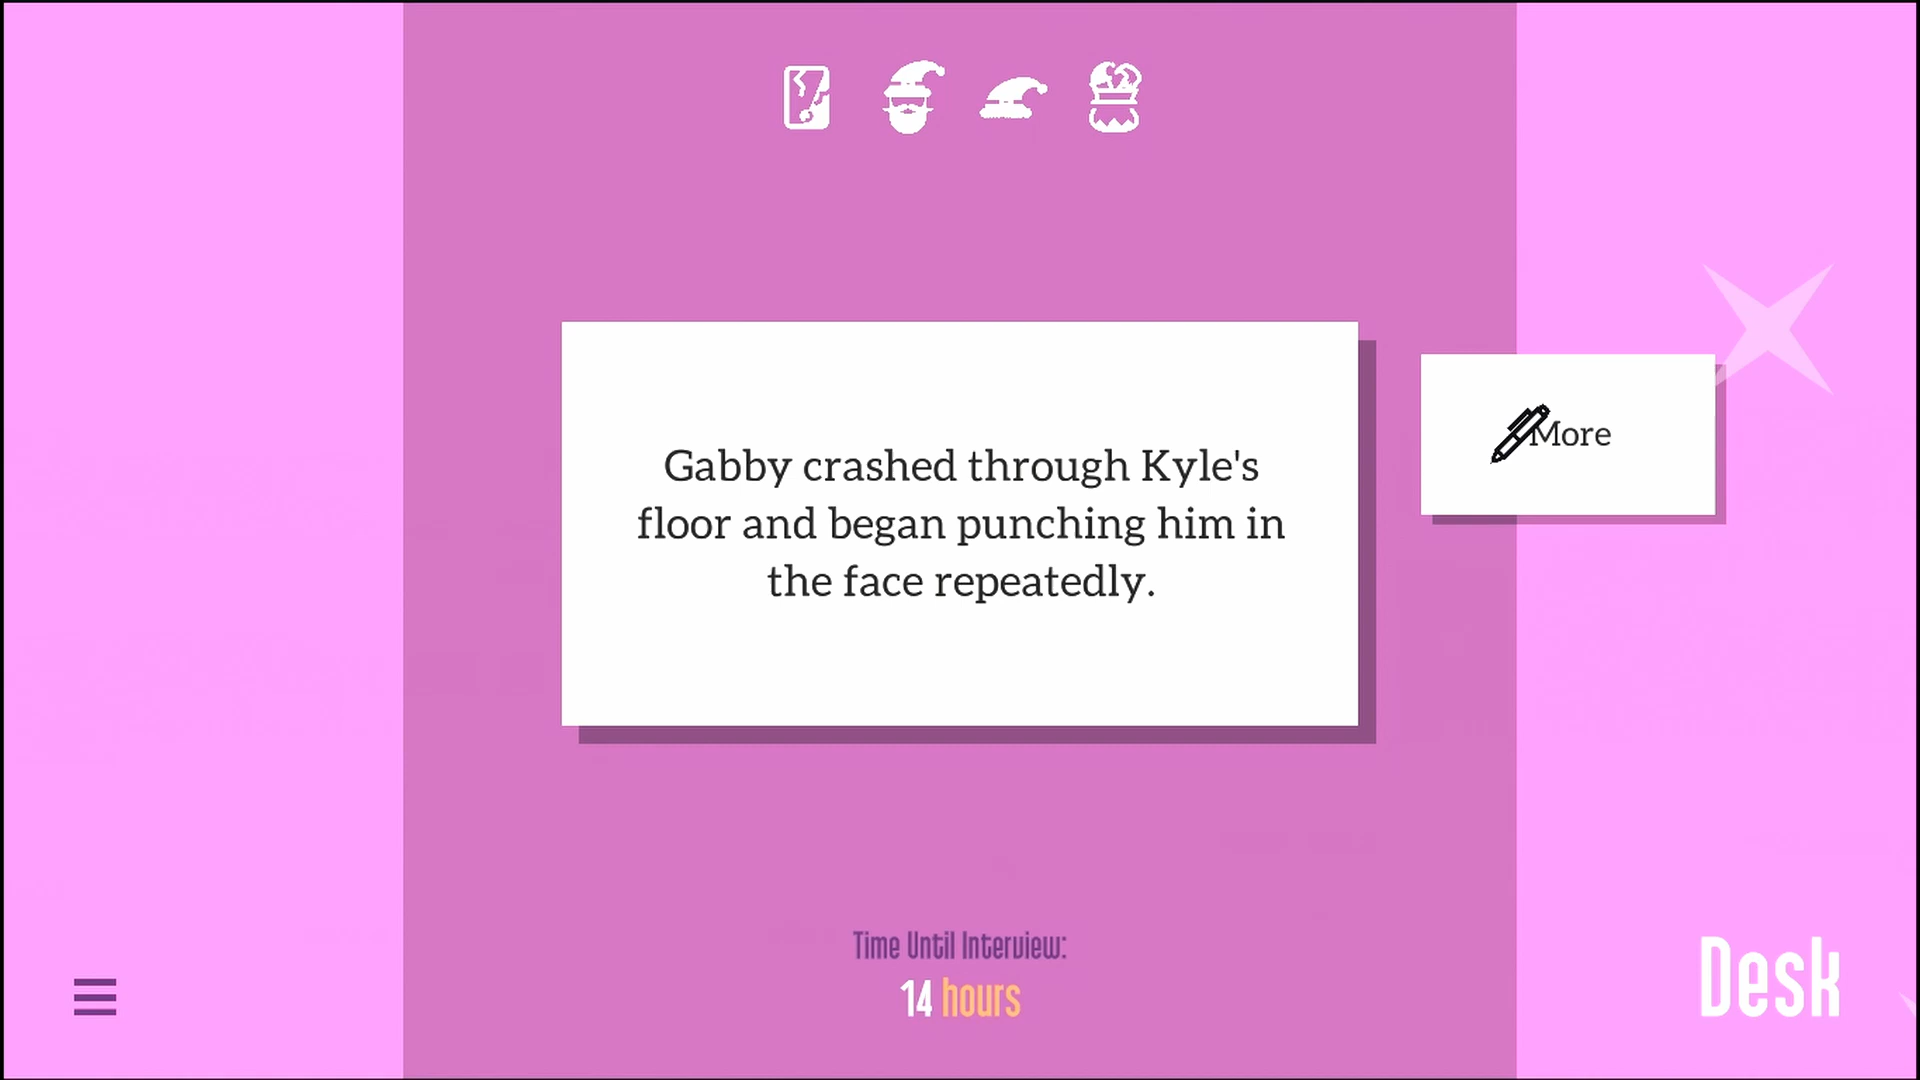 Gabby crashed through Kyle's
floor and began punching him in
the face repeatedly.
More
Time Until Interview:
14 hours
Desk